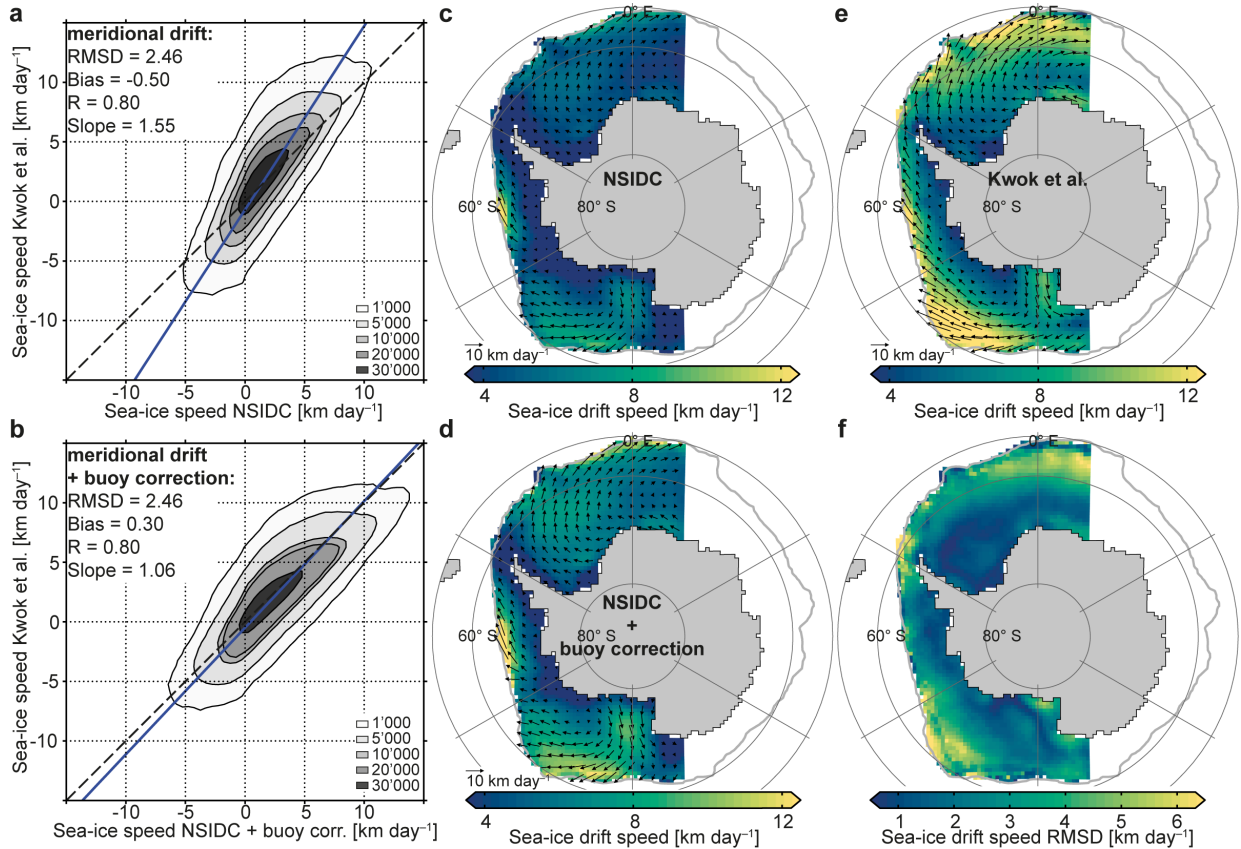 a
meridional drift:
RMSD = 2.46
Bias = -0.50
R = 0.80
Slope = 1.55
10
5
0
-5
-10
Sea-ice speed Kwok et al. [km day⁻¹]
1'000
5'000
10'000
20'000
30'000
-10 -5 0 5 10
Sea-ice speed NSIDC [km day⁻¹]
b
meridional drift
+ buoy correction:
RMSD = 2.46
Bias = 0.30
R = 0.80
Slope = 1.06
10
5
0
-5
-10
Sea-ice speed Kwok et al. [km day⁻¹]
1'000
5'000
10'000
20'000
30'000
-10 -5 0 5 10
Sea-ice speed NSIDC + buoy corr. [km day⁻¹]
c
0° E
NSIDC
60° S 80° S
10 km day⁻¹
4 8 12
Sea-ice drift speed [km day⁻¹]
d
0° E
NSIDC
+
buoy correction
60° S 80° S
10 km day⁻¹
4 8 12
Sea-ice drift speed [km day⁻¹]
e
0° E
Kwok et al.
60° S 80° S
10 km day⁻¹
4 8 12
Sea-ice drift speed [km day⁻¹]
f
0° E
60° S 80° S
1 2 3 4 5 6
Sea-ice drift speed RMSD [km day⁻¹]